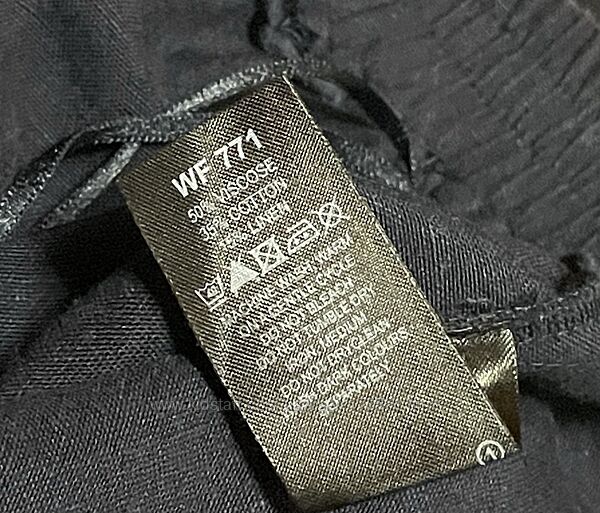 WF 771
50% VISCOSE
35% COTTON
15% LINEN
MACHINE WASH WARM
ON A GENTLE CYCLE
DO NOT BLEACH
DO NOT TUMBLE DRY
IRON MEDIUM
DO NOT DRY CLEAN
WASH DARK COLOURS
SEPARATELY